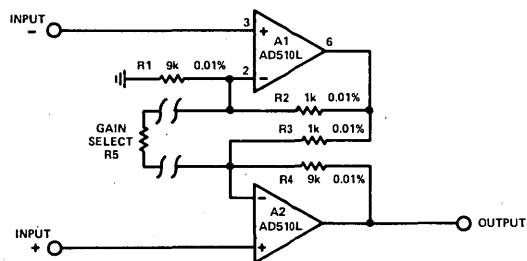 INPUT
−
3
+
A1
AD510L
6
R1 9k 0.01%
2
−
R2 1k 0.01%
R3 1k 0.01%
GAIN
SELECT
R5
R4 9k 0.01%
−
A2
AD510L
OUTPUT
INPUT
+
+